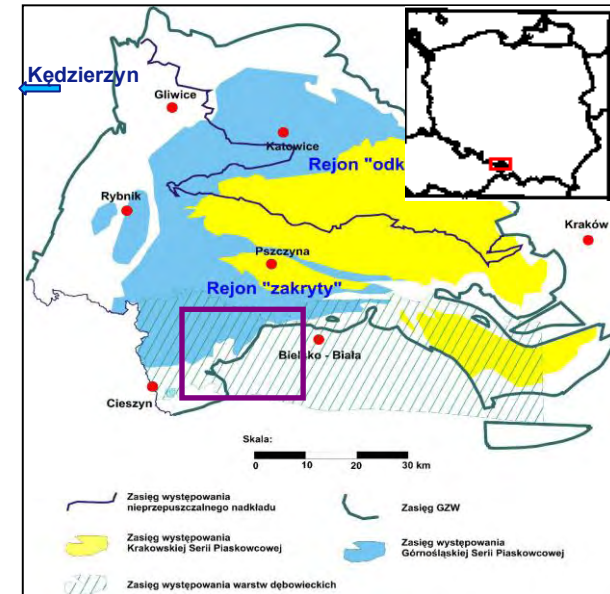 Kędzierzyn
Gliwice
Katowice
Rejon "odk
Rybnik
Kraków
Pszczyna
Rejon "zakryty"
Bielsko - Biała
Cieszyn
Skala:
0 10 20 30 km
Zasięg występowania
nieprzepuszczalnego nadkładu
Zasięg GZW
Zasięg występowania
Krakowskiej Serii Piaskowcowej
Zasięg występowania
Górnośląskiej Serii Piaskowcowej
Zasięg występowania warstw dębowieckich